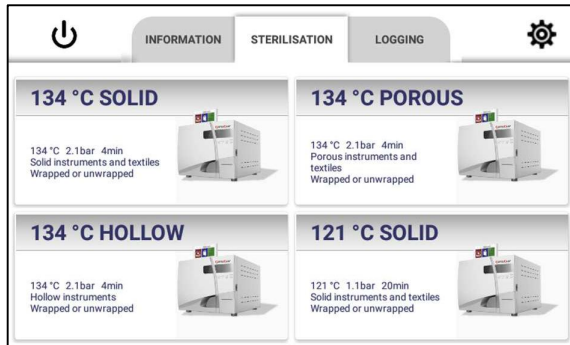 INFORMATION STERILISATION LOGGING
134 °C SOLID
134 °C 2.1bar 4min
Solid instruments and textiles
Wrapped or unwrapped
134 °C POROUS
134 °C 2.1bar 4min
Porous instruments and
textiles
Wrapped or unwrapped
134 °C HOLLOW
134 °C 2.1bar 4min
Hollow instruments
Wrapped or unwrapped
121 °C SOLID
121 °C 1.1bar 20min
Solid instruments and textiles
Wrapped or unwrapped